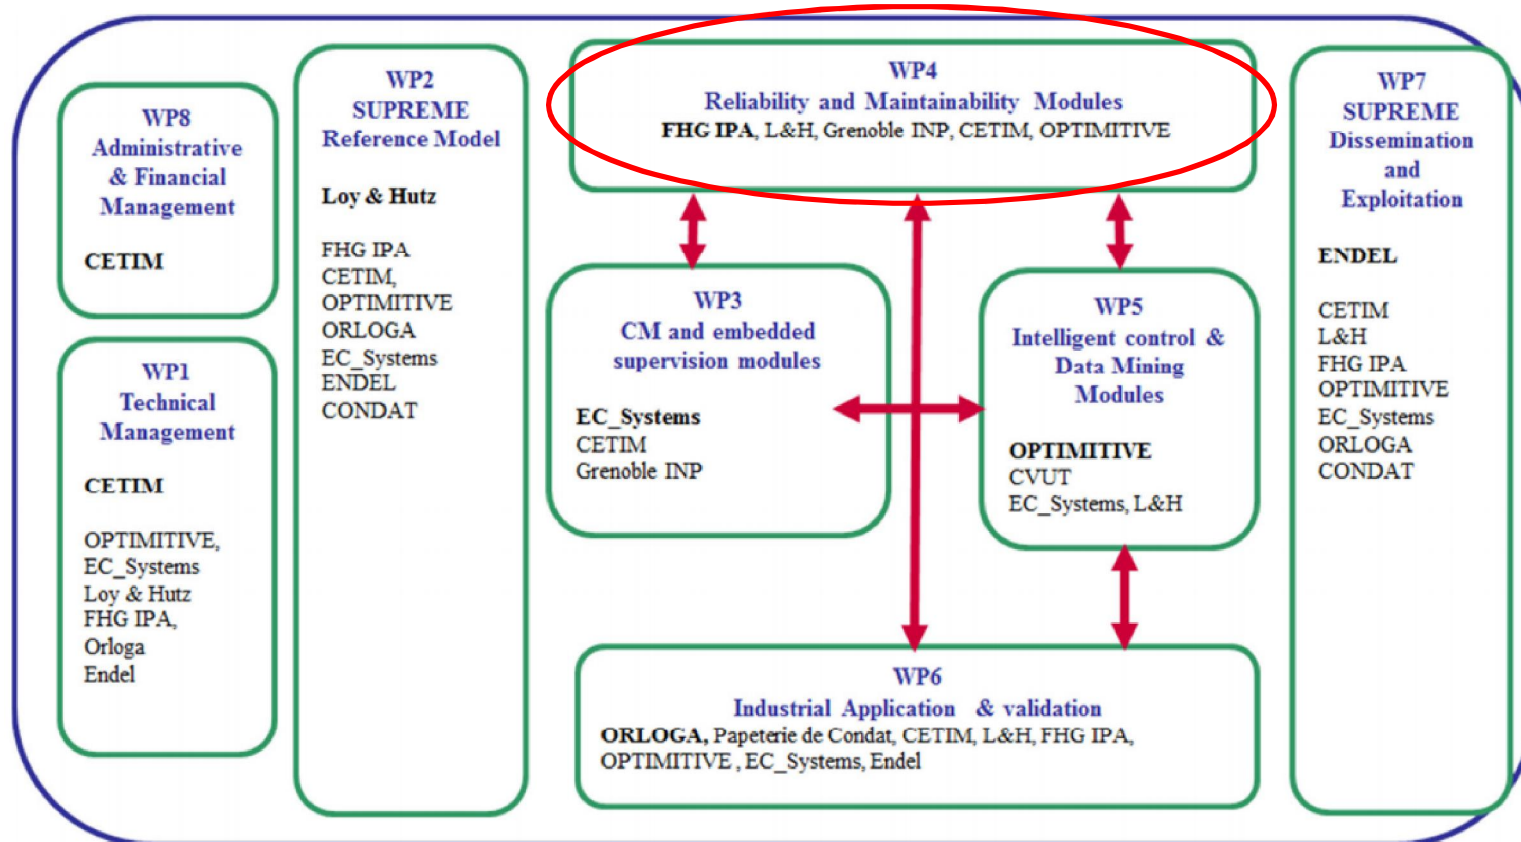 WP8
Administrative
& Financial
Management
CETIM
WP1
Technical
Management
CETIM
OPTIMITIVE,
EC_Systems
Loy & Hutz
FHG IPA,
Orloga
Endel
WP2
SUPREME
Reference Model
Loy & Hutz
FHG IPA
CETIM,
OPTIMITIVE
ORLOGA
EC_Systems
ENDEL
CONDAT
WP4
Reliability and Maintainability Modules
FHG IPA, L&H, Grenoble INP, CETIM, OPTIMITIVE
WP3
CM and embedded
supervision modules
EC_Systems
CETIM
Grenoble INP
WP5
Intelligent control &
Data Mining
Modules
OPTIMITIVE
CVUT
EC_Systems, L&H
WP6
Industrial Application & validation
ORLOGA, Papeterie de Condat, CETIM, L&H, FHG IPA,
OPTIMITIVE , EC_Systems, Endel
WP7
SUPREME
Dissemination
and
Exploitation
ENDEL
CETIM
L&H
FHG IPA
OPTIMITIVE
EC_Systems
ORLOGA
CONDAT